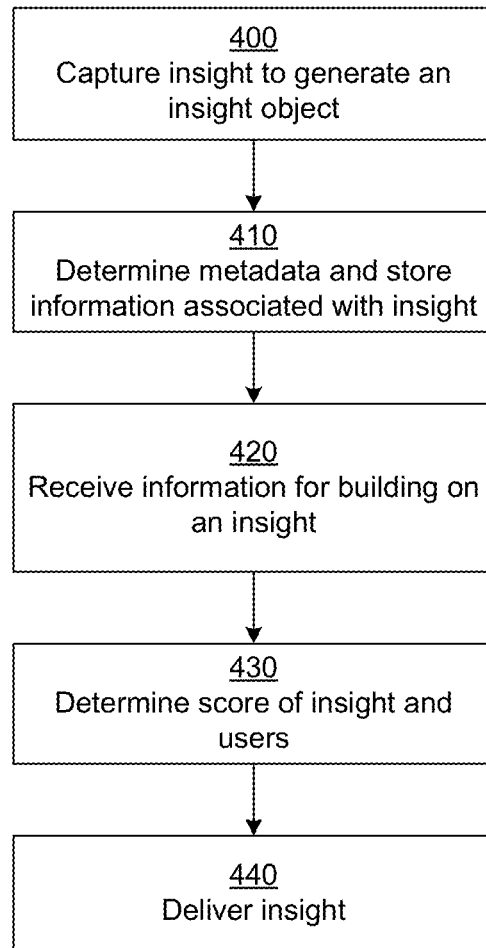 400
Capture insight to generate an
insight object
410
Determine metadata and store
information associated with insight
420
Receive information for building on
an insight
430
Determine score of insight and
users
440
Deliver insight